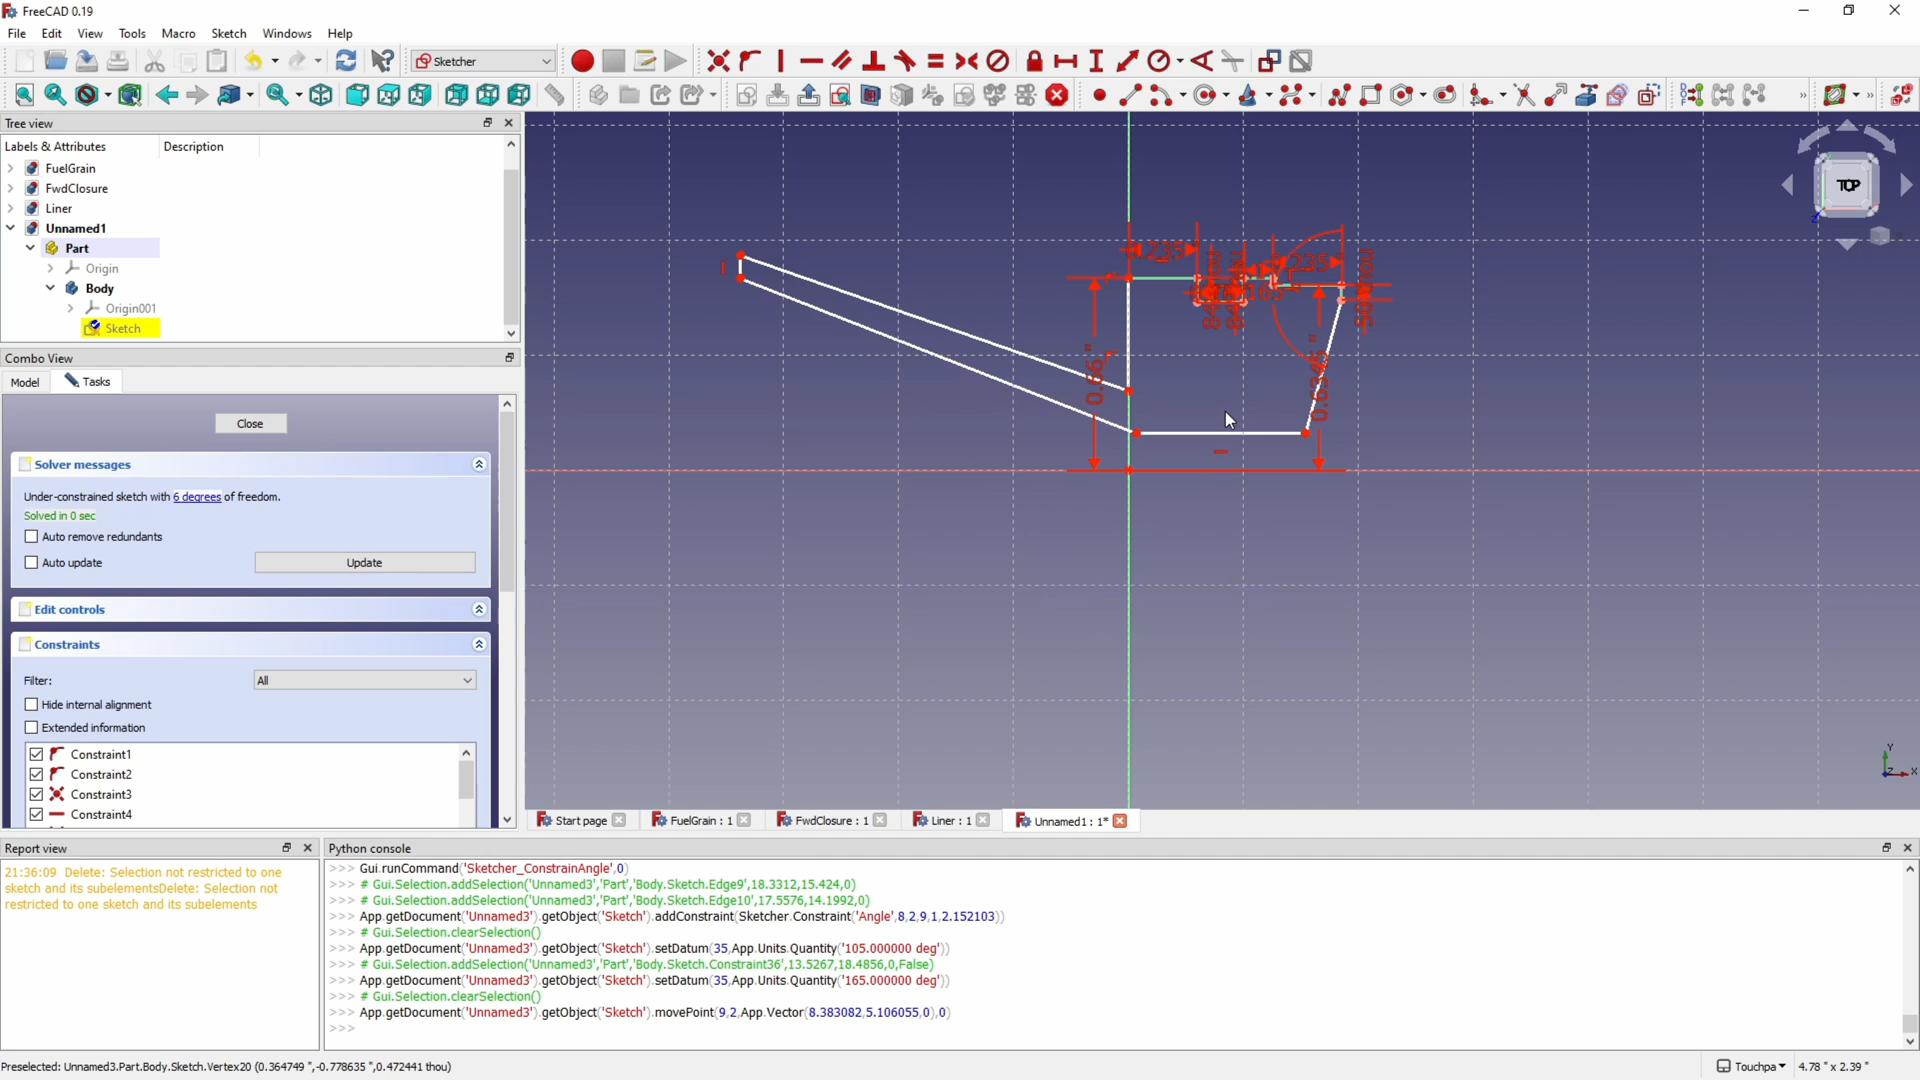 FreeCAD 0.19
File Edit View Tools Macro Sketch Windows Help
Sketcher
Tree view
Labels & Attributes Description
FuelGrain
FwdClosure
Liner
Unnamed1
Part
Origin
Body
Origin001
Sketch
Combo View
Model Tasks
Close
Solver messages
Under-constrained sketch with 6 degrees of freedom.
Solved in 0 sec
Auto remove redundants
Auto update Update
Edit controls
Constraints
Filter: All
Hide internal alignment
Extended information
Constraint1
Constraint2
Constraint3
Constraint4
0.66 "
TOP
Y
Z X
Start page FuelGrain : 1 FwdClosure : 1 Liner : 1 Unnamed1 : 1*
Report view
21:36:09 Delete: Selection not restricted to one
sketch and its subelementsDelete: Selection not
restricted to one sketch and its subelements
Python console
>>> Gui.runCommand('Sketcher_ConstrainAngle',0)
>>> # Gui.Selection.addSelection('Unnamed3','Part','Body.Sketch.Edge9',18.3312,15.424,0)
>>> # Gui.Selection.addSelection('Unnamed3','Part','Body.Sketch.Edge10',17.5576,14.1992,0)
>>> App.getDocument('Unnamed3').getObject('Sketch').addConstraint(Sketcher.Constraint('Angle',8,2,9,1,2.152103))
>>> # Gui.Selection.clearSelection()
>>> App.getDocument('Unnamed3').getObject('Sketch').setDatum(35,App.Units.Quantity('105.000000 deg'))
>>> # Gui.Selection.addSelection('Unnamed3','Part','Body.Sketch.Constraint36',13.5267,18.4856,0,False)
>>> App.getDocument('Unnamed3').getObject('Sketch').setDatum(35,App.Units.Quantity('165.000000 deg'))
>>> # Gui.Selection.clearSelection()
>>> App.getDocument('Unnamed3').getObject('Sketch').movePoint(9,2,App.Vector(8.383082,5.106055,0),0)
>>>
Preselected: Unnamed3.Part.Body.Sketch.Vertex20 (0.364749 ",-0.778635 ",0.472441 thou)
Touchpa 4.78 " x 2.39 "